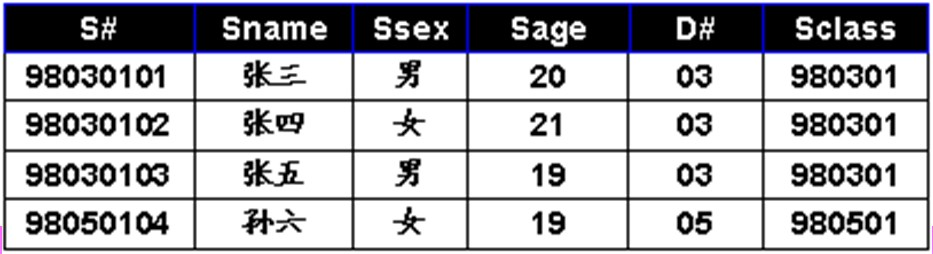 S# Sname Ssex Sage D# Sclass
98030101 张三 男 20 03 980301
98030102 张四 女 21 03 980301
98030103 张五 男 19 03 980301
98050104 孙六 女 19 05 980501